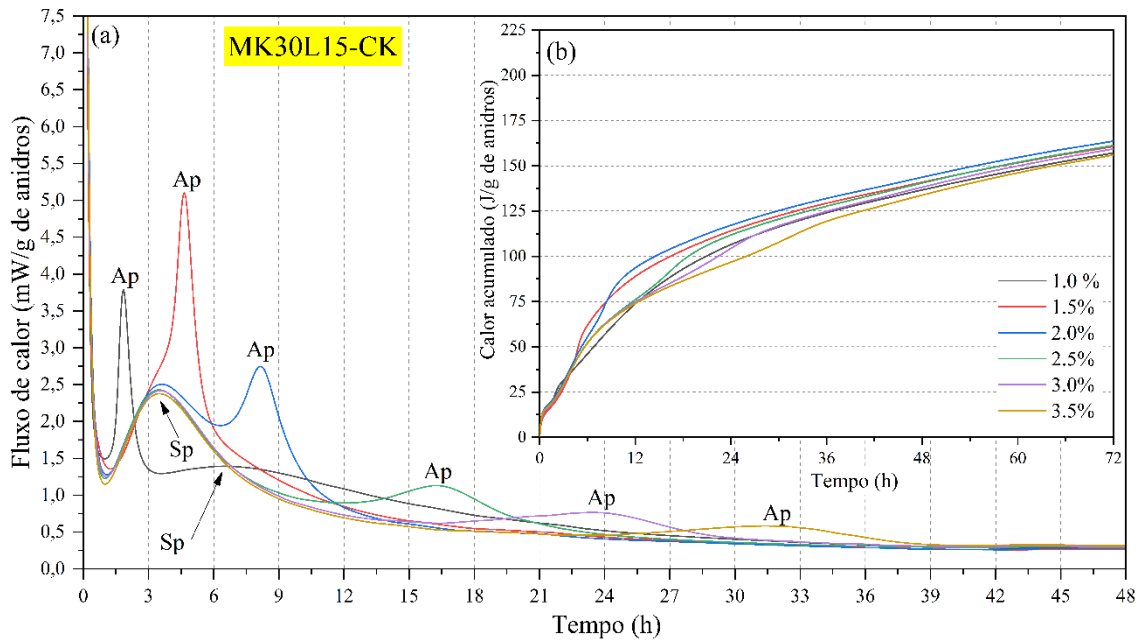 (a)
MK30L15-CK
Fluxo de calor (mW/g de anidros)
7,5
7,0
6,5
6,0
5,5
5,0
4,5
4,0
3,5
3,0
2,5
2,0
1,5
1,0
0,5
0,0
Ap
Ap
Ap
Ap
Ap
Ap
Sp
Sp
0 3 6 9 12 15 18 21 24 27 30 33 36 39 42 45 48
Tempo (h)
(b)
Calor acumulado (J/g de anidros)
225
200
175
150
125
100
75
50
25
0
1.0 %
1.5%
2.0%
2.5%
3.0%
3.5%
0 12 24 36 48 60 72
Tempo (h)